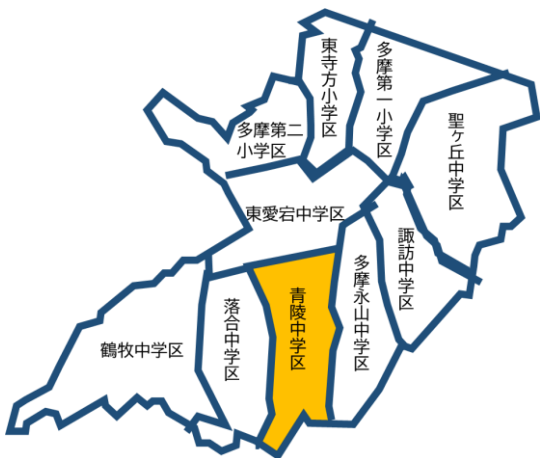 東寺方小学区
多摩第一小学区
多摩第二
小学区
聖ヶ丘中学区
東愛宕中学区
諏訪中学区
多摩永山中学区
青陵中学区
落合中学区
鶴牧中学区